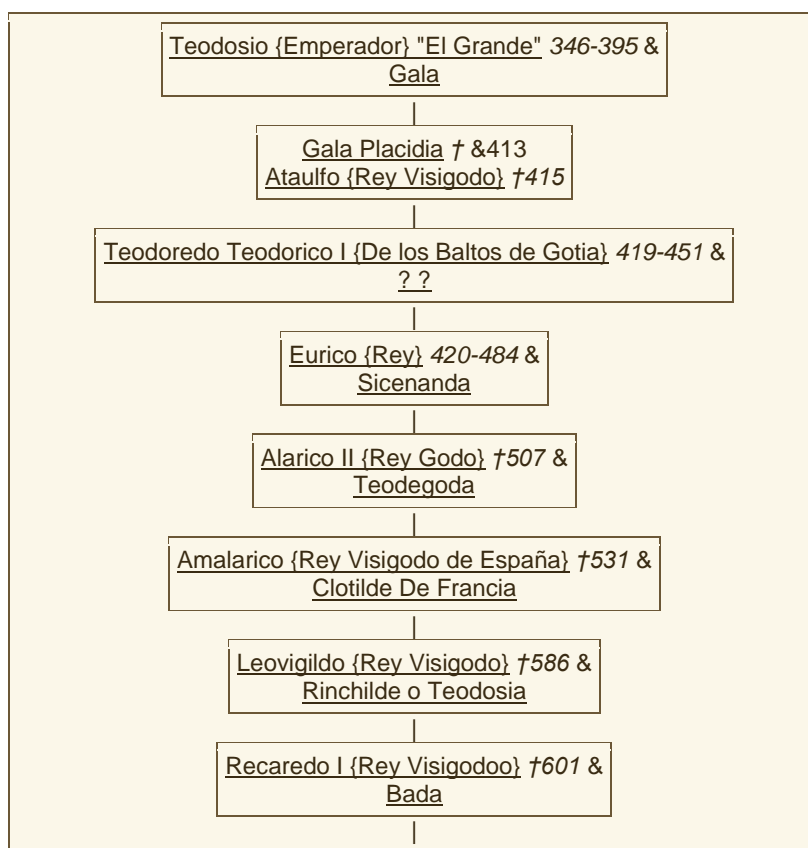 Teodosio {Emperador} "El Grande" 346-395 &
Gala
Gala Placidia † &413
Ataulfo {Rey Visigodo} †415
Teodoredo Teodorico I {De los Baltos de Gotia} 419-451 &
? ?
Eurico {Rey} 420-484 &
Sicenanda
Alarico II {Rey Godo} †507 &
Teodegoda
Amalarico {Rey Visigodo de España} †531 &
Clotilde De Francia
Leovigildo {Rey Visigodo} †586 &
Rinchilde o Teodosia
Recaredo I {Rey Visigodoo} †601 &
Bada